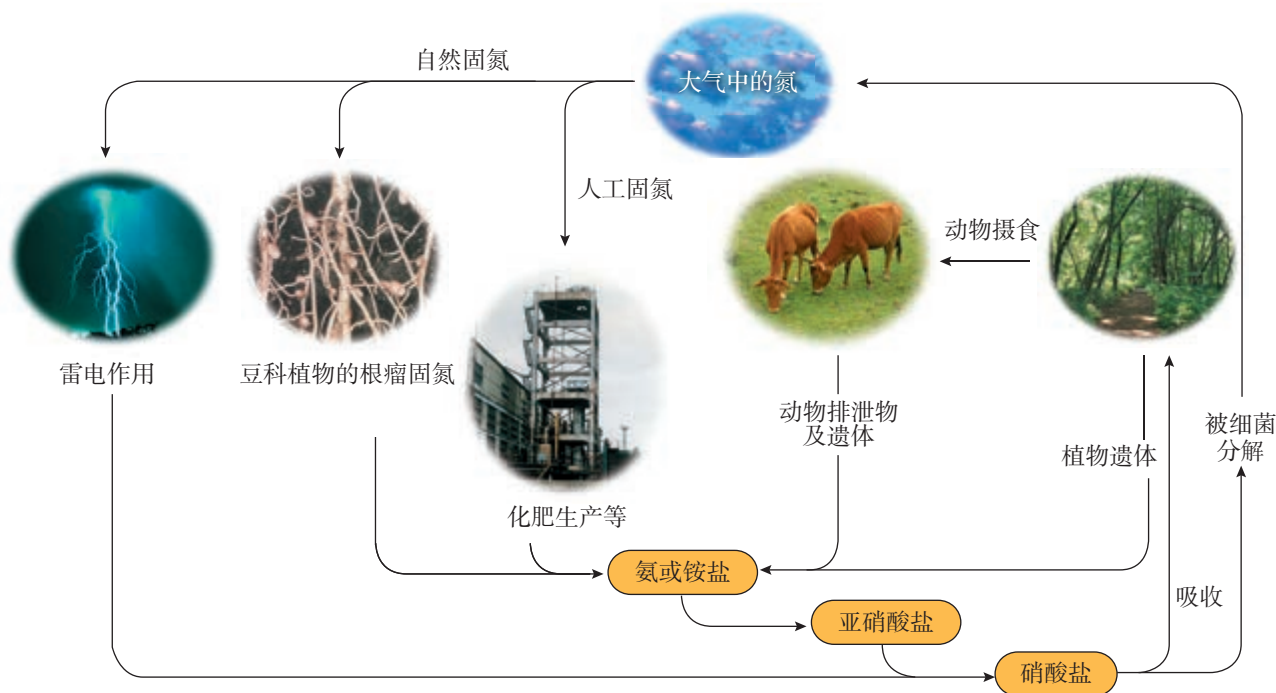 自然固氮
大气中的氮
人工固氮
动物摄食
雷电作用
豆科植物的根瘤固氮
动物排泄物
及遗体
植物遗体
被细菌
分解
化肥生产等
氨或铵盐
吸收
亚硝酸盐
硝酸盐